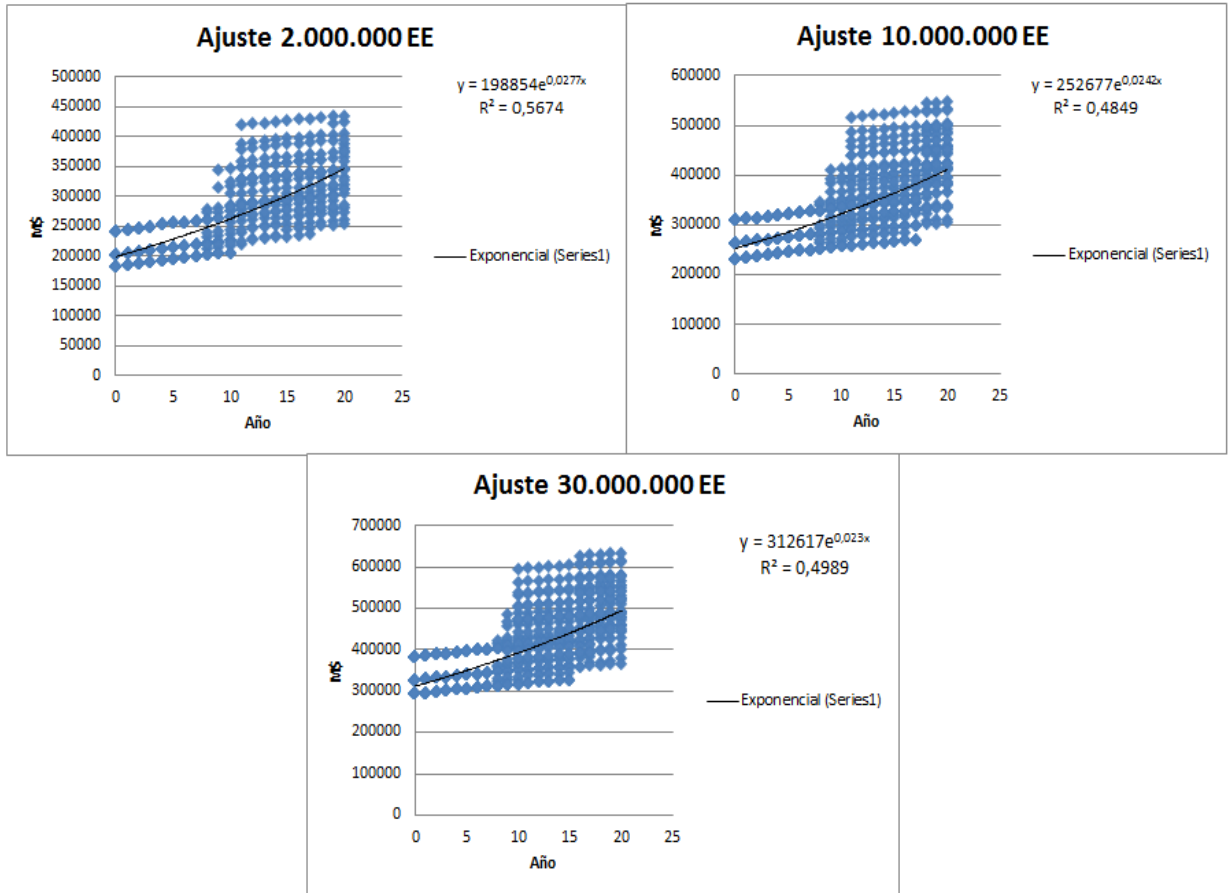 Ajuste 2.000.000 EE
y = 198854e^0,0277x
R² = 0,5674
M$
500000
450000
400000
350000
300000
250000
200000
150000
100000
50000
0
0 5 10 15 20 25
Año
Exponencial (Series1)
Ajuste 10.000.000 EE
y = 252677e^0,0242x
R² = 0,4849
M$
600000
500000
400000
300000
200000
100000
0
0 5 10 15 20 25
Año
Exponencial (Series1)
Ajuste 30.000.000 EE
y = 312617e^0,023x
R² = 0,4989
M$
700000
600000
500000
400000
300000
200000
100000
0
0 5 10 15 20 25
Año
Exponencial (Series1)